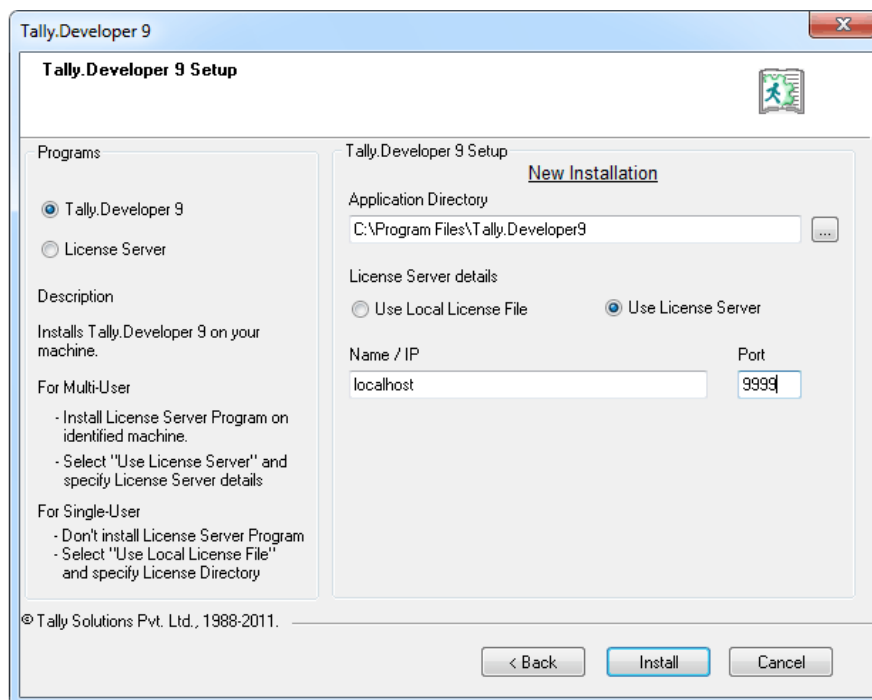 Tally.Developer 9
Tally.Developer 9 Setup
Programs
Tally.Developer 9
License Server
Description
Installs Tally.Developer 9 on your
machine.
For Multi-User
- Install License Server Program on
identified machine.
- Select "Use License Server" and
specify License Server details
For Single-User
- Don't install License Server Program
- Select "Use Local License File"
and specify License Directory
Tally.Developer 9 Setup
New Installation
Application Directory
C:\Program Files\Tally.Developer9
...
License Server details
Use Local License File
Use License Server
Name / IP
Port
localhost
9999
© Tally Solutions Pvt. Ltd., 1988-2011.
< Back
Install
Cancel